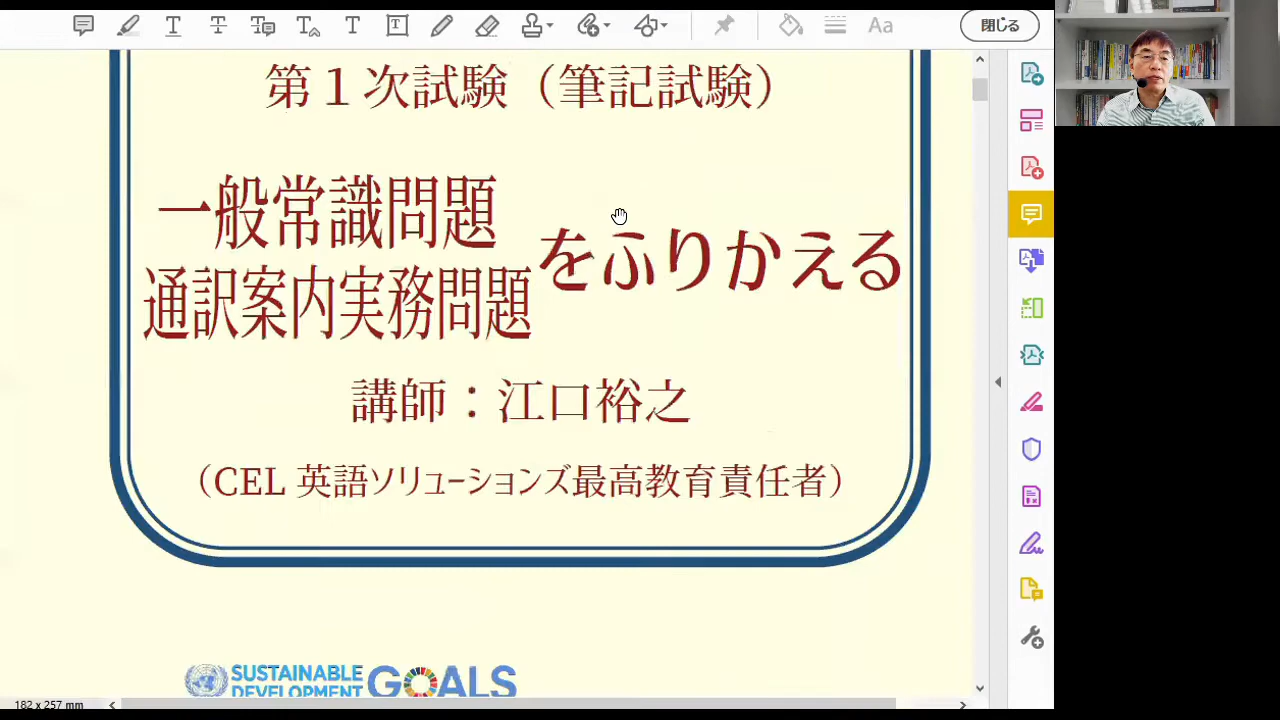 閉じる
Aa
第１次試験（筆記試験）
一般常識問題
通訳案内実務問題
をふりかえる
講師：江口裕之
（CEL 英語ソリューションズ最高教育責任者）
SUSTAINABLE
DEVELOPMENT
GOALS
182 x 257 mm